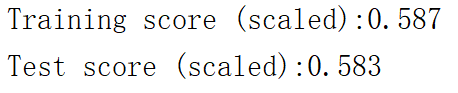 Training score (scaled):0.587
Test score (scaled):0.583